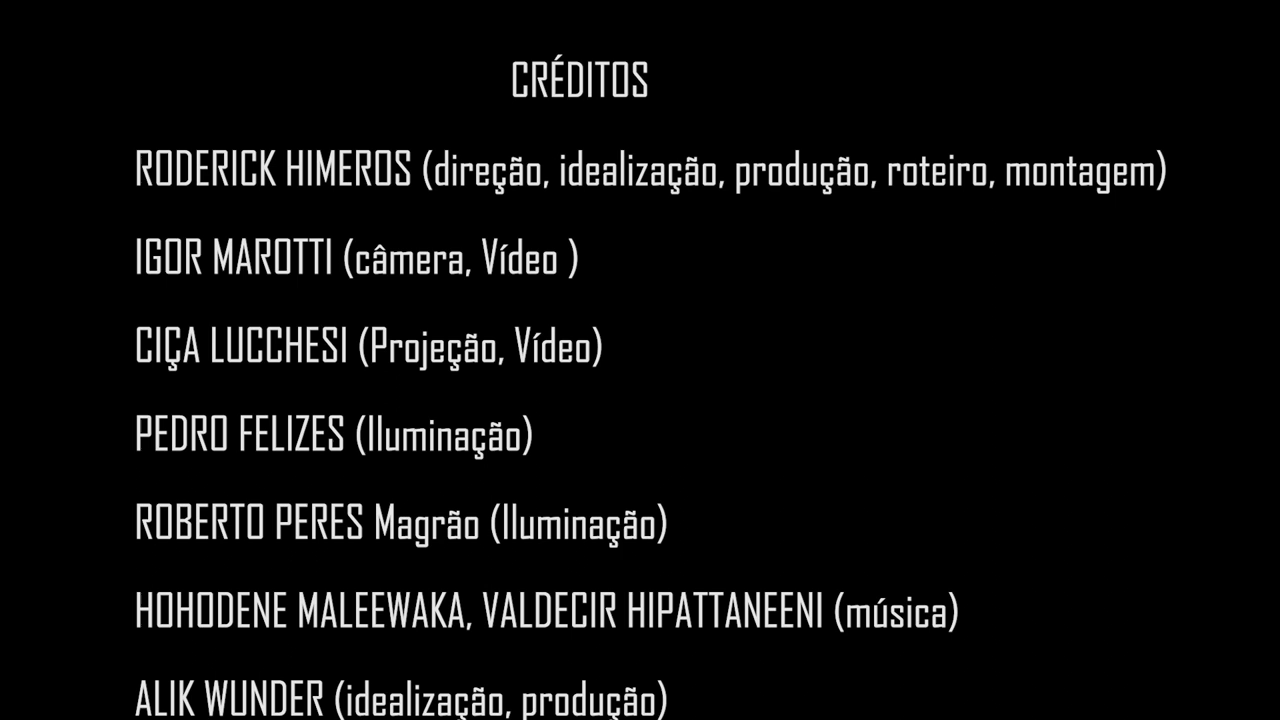 CRÉDITOS
RODERICK HIMEROS (direção, idealização, produção, roteiro, montagem)
IGOR MAROTTI (câmera, Vídeo )
CIÇA LUCCHESI (Projeção, Vídeo)
PEDRO FELIZES (Iluminação)
ROBERTO PERES Magrão (Iluminação)
HOHODENE MALEEWAKA, VALDECIR HIPATTANEENI (música)
ALIK WUNDER (idealização, produção)